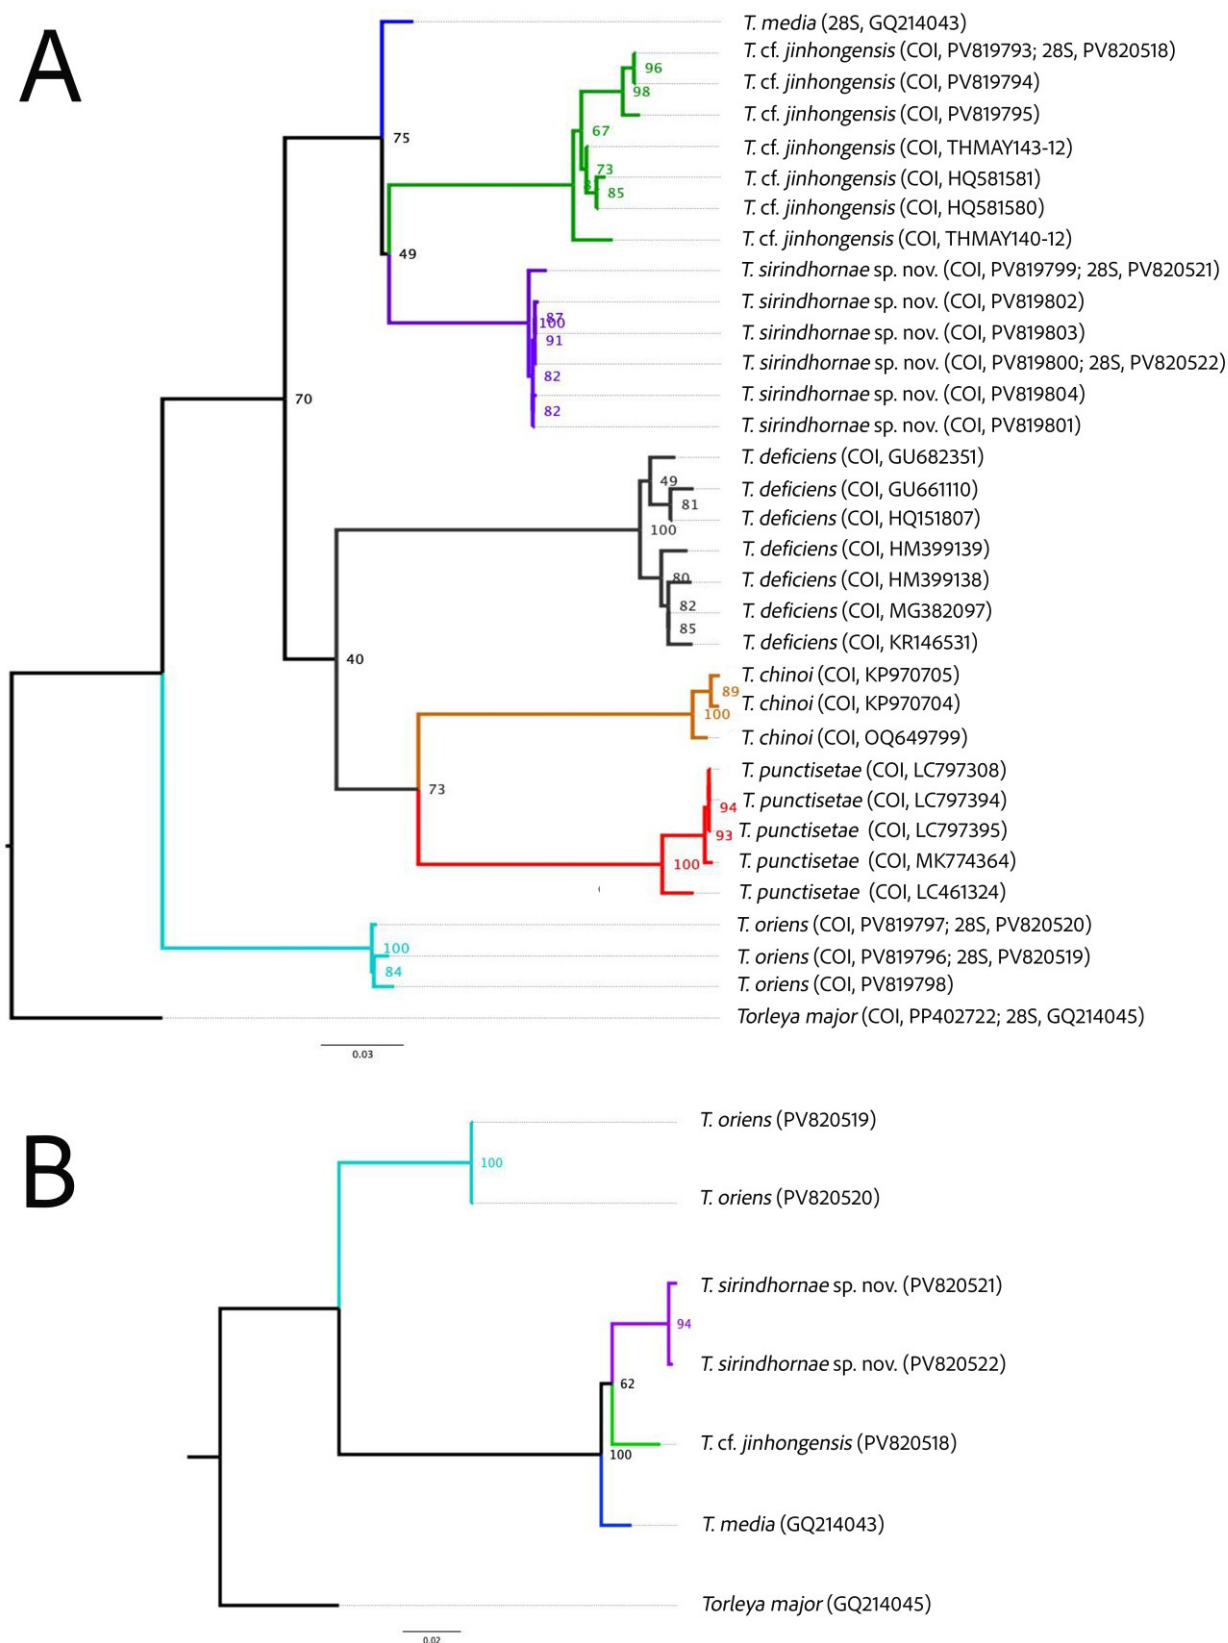 A
T. media (28S, GQ214043)
T. cf. jinhongensis (COI, PV819793; 28S, PV820518)
96
T. cf. jinhongensis (COI, PV819794)
98
T. cf. jinhongensis (COI, PV819795)
67
75
T. cf. jinhongensis (COI, THMAY143-12)
73
T. cf. jinhongensis (COI, HQ581581)
85
T. cf. jinhongensis (COI, HQ581580)
T. cf. jinhongensis (COI, THMAY140-12)
49
T. sirindhornae sp. nov. (COI, PV819799; 28S, PV820521)
T. sirindhornae sp. nov. (COI, PV819802)
87
100
T. sirindhornae sp. nov. (COI, PV819803)
91
T. sirindhornae sp. nov. (COI, PV819800; 28S, PV820522)
82
T. sirindhornae sp. nov. (COI, PV819804)
70
82
T. sirindhornae sp. nov. (COI, PV819801)
T. deficiens (COI, GU682351)
49
T. deficiens (COI, GU661110)
81
T. deficiens (COI, HQ151807)
100
T. deficiens (COI, HM399139)
80
T. deficiens (COI, HM399138)
82
T. deficiens (COI, MG382097)
85
T. deficiens (COI, KR146531)
40
T. chinoi (COI, KP970705)
89
T. chinoi (COI, KP970704)
100
T. chinoi (COI, OQ649799)
T. punctisetae (COI, LC797308)
73
T. punctisetae (COI, LC797394)
94
T. punctisetae (COI, LC797395)
93
T. punctisetae (COI, MK774364)
100
T. punctisetae (COI, LC461324)
T. oriens (COI, PV819797; 28S, PV820520)
100
T. oriens (COI, PV819796; 28S, PV820519)
84
T. oriens (COI, PV819798)
Torleya major (COI, PP402722; 28S, GQ214045)
0.03
B
T. oriens (PV820519)
100
T. oriens (PV820520)
T. sirindhornae sp. nov. (PV820521)
94
T. sirindhornae sp. nov. (PV820522)
62
T. cf. jinhongensis (PV820518)
100
T. media (GQ214043)
Torleya major (GQ214045)
0.02